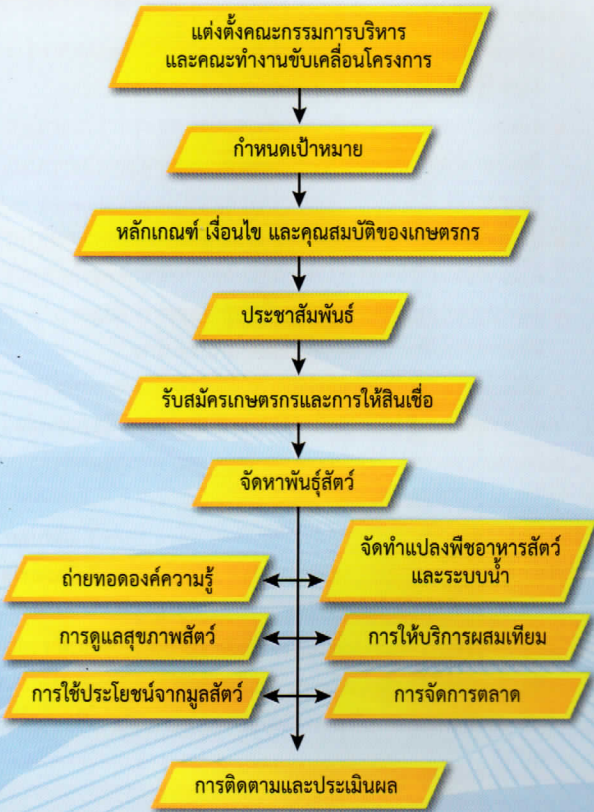 แต่งตั้งคณะกรรมการบริหาร
และคณะทำงานขับเคลื่อนโครงการ
กำหนดเป้าหมาย
หลักเกณฑ์ เงื่อนไข และคุณสมบัติของเกษตรกร
ประชาสัมพันธ์
รับสมัครเกษตรกรและการให้สินเชื่อ
จัดหาพันธุ์สัตว์
ถ่ายทอดองค์ความรู้
จัดทำแปลงพืชอาหารสัตว์
และระบบน้ำ
การดูแลสุขภาพสัตว์
การให้บริการผสมเทียม
การใช้ประโยชน์จากมูลสัตว์
การจัดการตลาด
การติดตามและประเมินผล